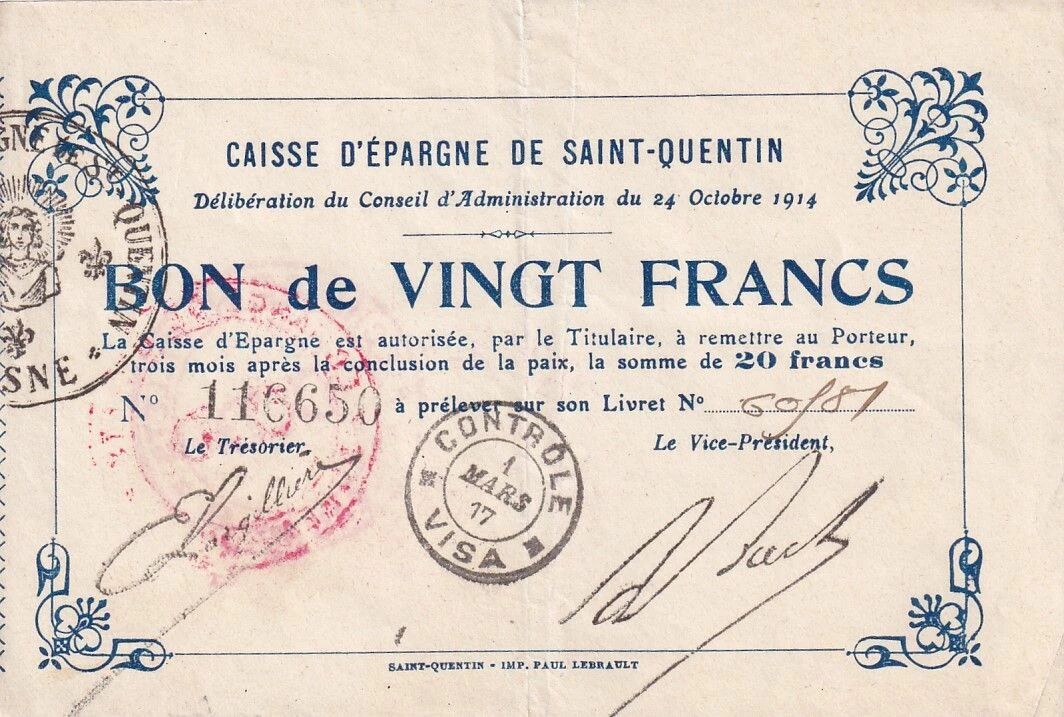 CAISSE D'ÉPARGNE DE SAINT-QUENTIN
Délibération du Conseil d'Administration du 24 Octobre 1914
BON de VINGT FRANCS
La Caisse d'Epargne est autorisée, par le Titulaire, à remettre au Porteur,
trois mois après la conclusion de la paix, la somme de 20 francs
N° 116650 à prélever sur son Livret N°
Le Trésorier Le Vice-Président,
CONTRÔLE
1
MARS
17
VISA
QUENTIN
SNE
SAINT-QUENTIN - IMP. PAUL LEBRAULT